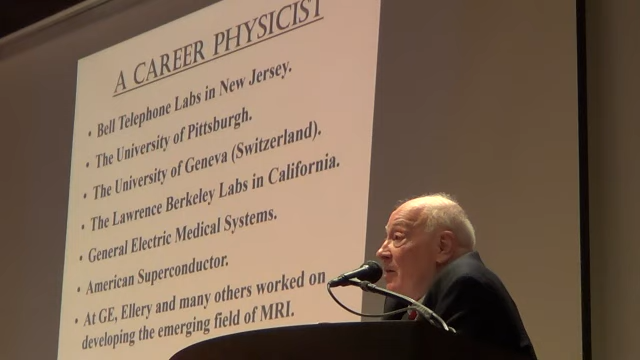 A CAREER PHYSICIST
• Bell Telephone Labs in New Jersey.
• The University of Pittsburgh.
• The University of Geneva (Switzerland).
• The Lawrence Berkeley Labs in California.
• General Electric Medical Systems.
• American Superconductor.
• At GE, Ellery and many others worked on
developing the emerging field of MRI.